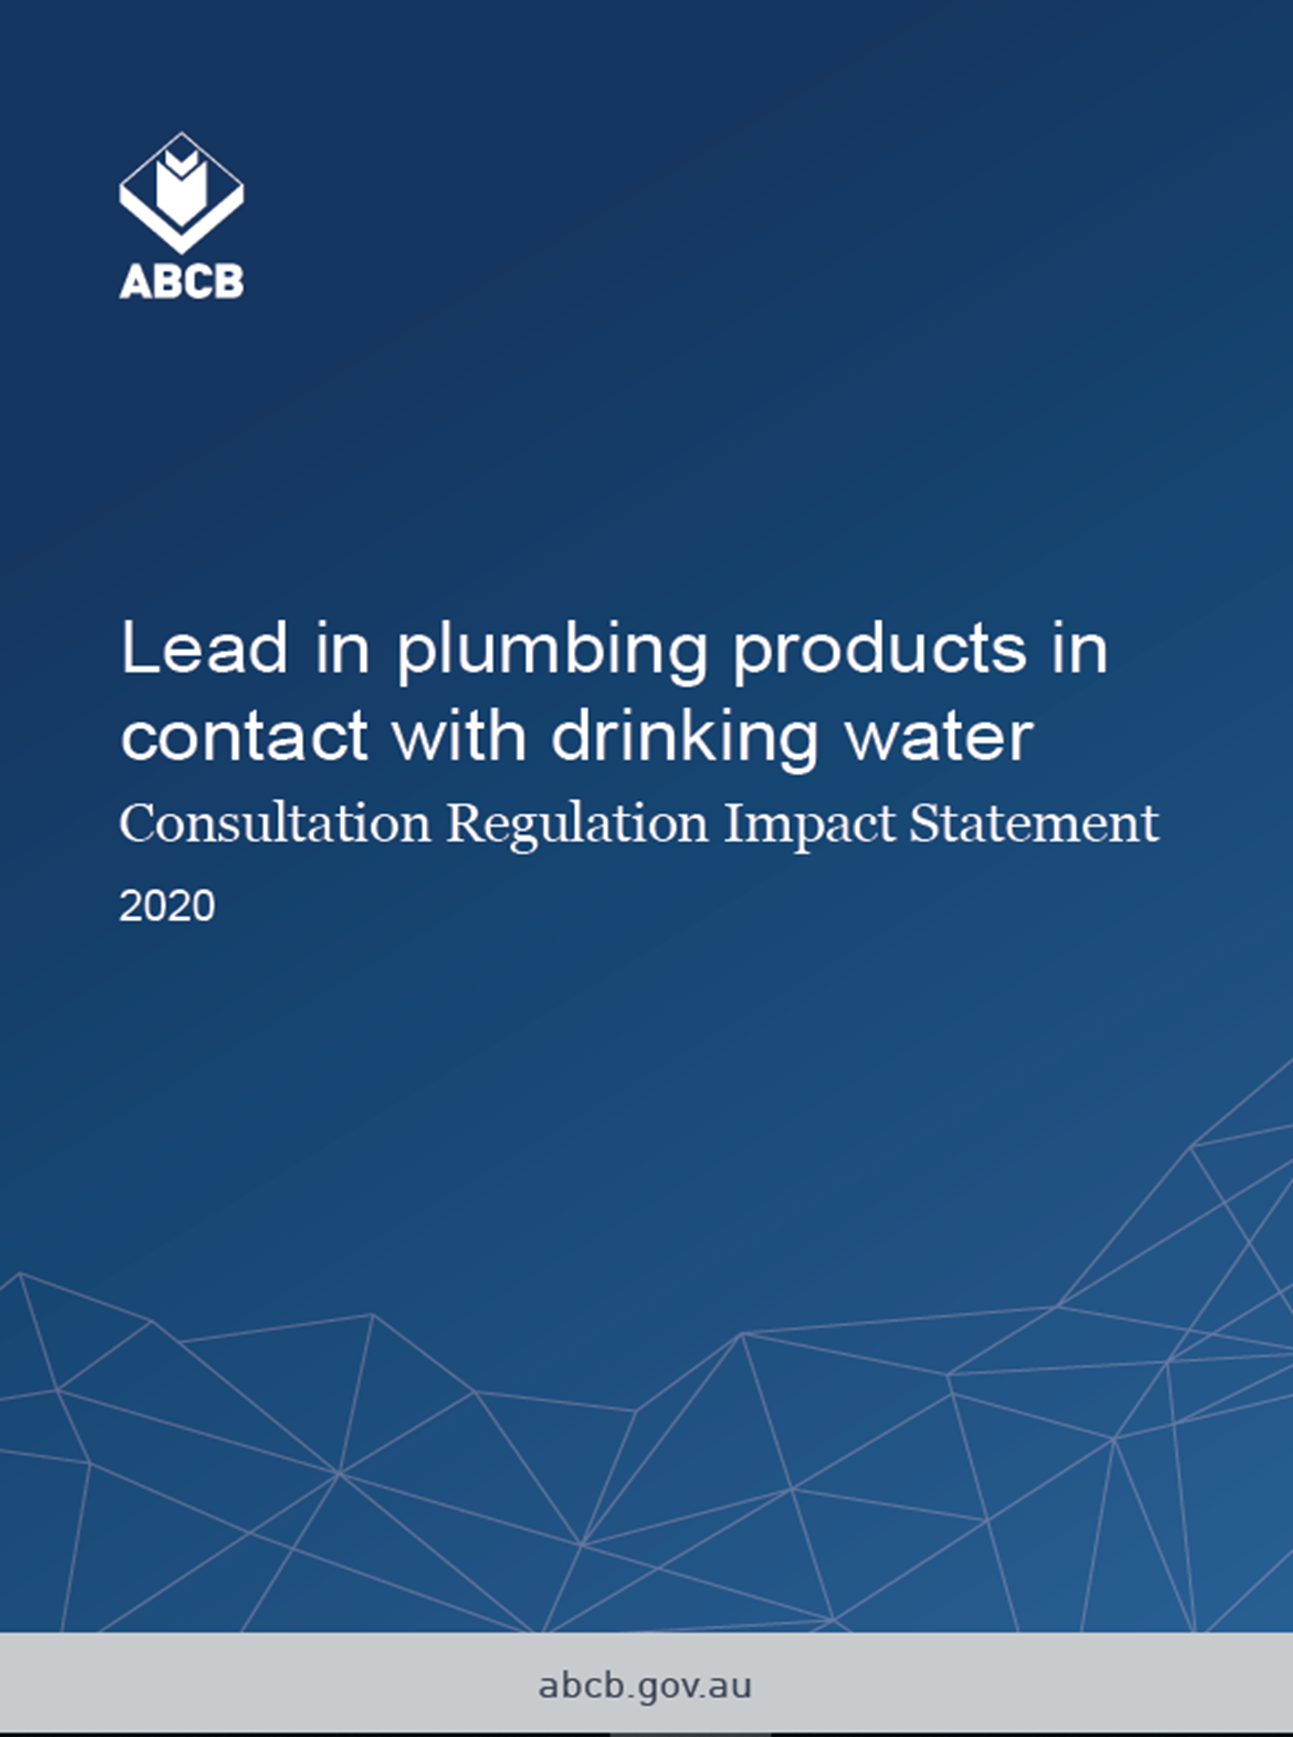 ABCB
Lead in plumbing products in
contact with drinking water
Consultation Regulation Impact Statement
2020
abcb.gov.au